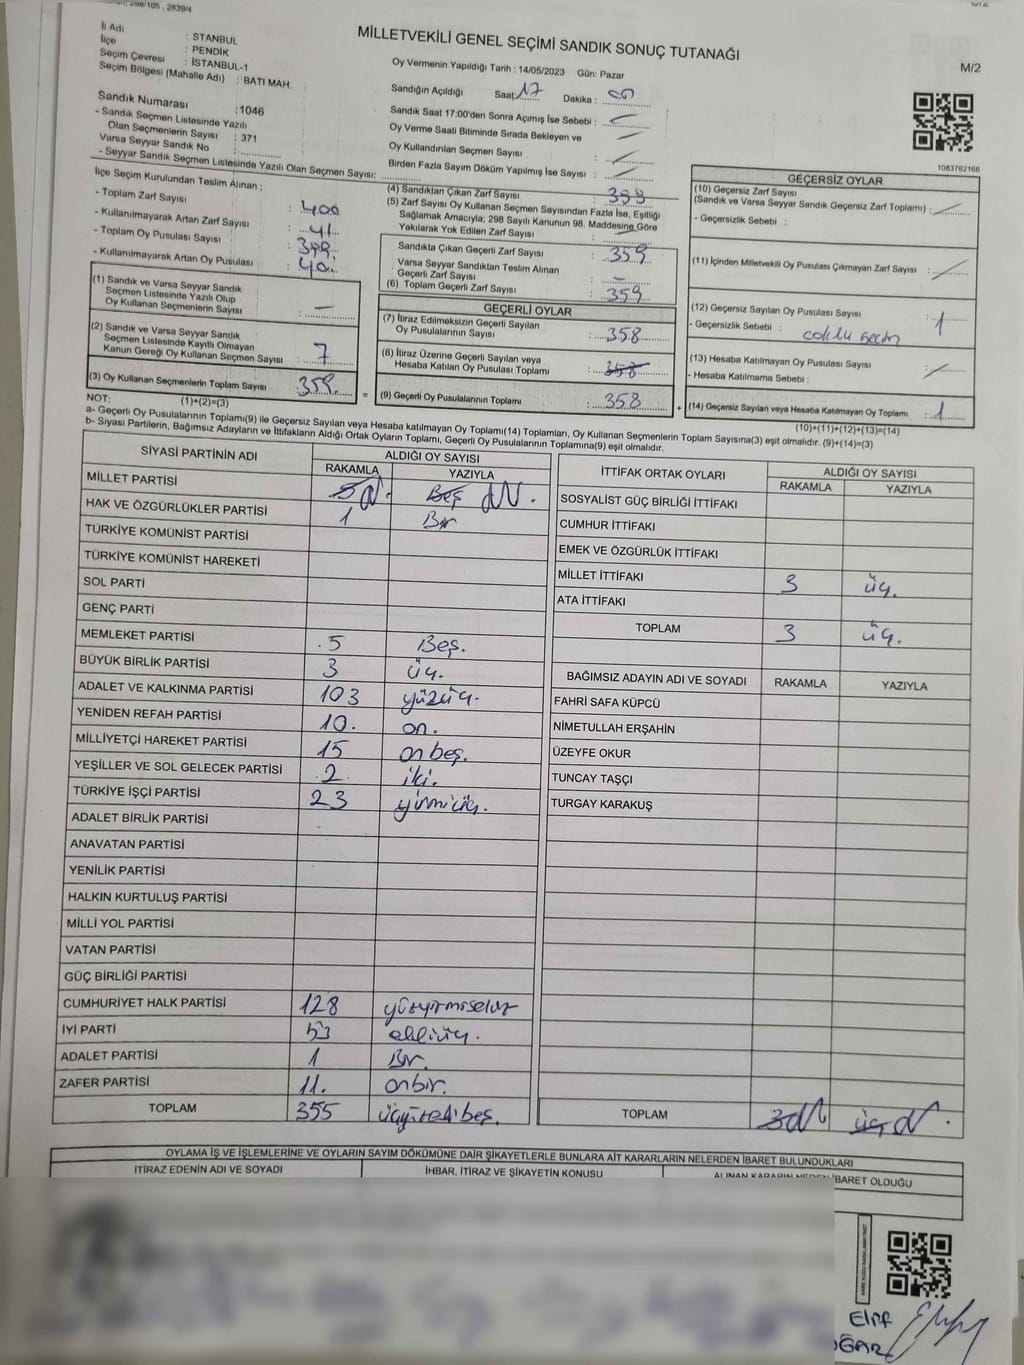 298/105 , 2839/4
MİLLETVEKİLİ GENEL SEÇİMİ SANDIK SONUÇ TUTANAĞI
M/2
İl Adı : STANBUL
İlçe : PENDİK
Seçim Çevresi : İSTANBUL-1
Seçim Bölgesi (Mahalle Adı) : BATI MAH.
Oy Vermenin Yapıldığı Tarih : 14/05/2023 Gün: Pazar
Sandığın Açıldığı Saat 17 Dakika : 00
Sandık Saat 17:00'den Sonra Açımış İse Sebebi :
Oy Verme Saati Bitiminde Sırada Bekleyen ve
Oy Kullandırılan Seçmen Sayısı :
Birden Fazla Sayım Döküm Yapılmış İse Sayısı :
1083782166
Sandık Numarası : 1046
- Sandık Seçmen Listesinde Yazılı
Olan Seçmenlerin Sayısı : 371
Varsa Seyyar Sandık No :
- Seyyar Sandık Seçmen Listesinde Yazılı Olan Seçmen Sayısı:
İlçe Seçim Kurulundan Teslim Alınan ;
- Toplam Zarf Sayısı : 400
- Kullanılmayarak Artan Zarf Sayısı : 41
- Toplam Oy Pusulası Sayısı : 399
- Kullanılmayarak Artan Oy Pusulası : 40
(1) Sandık ve Varsa Seyyar Sandık
Seçmen Listesinde Yazılı Olup
Oy Kullanan Seçmenlerin Sayısı : –
(2) Sandık ve Varsa Seyyar Sandık
Seçmen Listesinde Kayıtlı Olmayan
Kanun Gereği Oy Kullanan Seçmen Sayısı : 7
(3) Oy Kullanan Seçmenlerin Toplam Sayısı : 359
(4) Sandıktan Çıkan Zarf Sayısı : 399
(5) Zarf Sayısı Oy Kullanan Seçmen Sayısından Fazla İse, Eşitliği
Sağlamak Amacıyla; 298 Sayılı Kanunun 98. Maddesine Göre
Yakılarak Yok Edilen Zarf Sayısı :
Sandıkta Çıkan Geçerli Zarf Sayısı : 359
Varsa Seyyar Sandıktan Teslim Alınan
Geçerli Zarf Sayısı : –
(6) Toplam Geçerli Zarf Sayısı : 359
GEÇERLİ OYLAR
(7) İtiraz Edilmeksizin Geçerli Sayılan
Oy Pusulalarının Sayısı : 358
(8) İtiraz Üzerine Geçerli Sayılan veya
Hesaba Katılan Oy Pusulası Toplamı : 358
= (9) Geçerli Oy Pusulalarının Toplamı : 358
GEÇERSİZ OYLAR
(10) Geçersiz Zarf Sayısı
(Sandık ve Varsa Seyyar Sandık Geçersiz Zarf Toplamı) :
- Geçersizlik Sebebi :
(11) İçinden Milletvekili Oy Pusulası Çıkmayan Zarf Sayısı :
(12) Geçersiz Sayılan Oy Pusulası Sayısı : 1
- Geçersizlik Sebebi : çoklu seçim
(13) Hesaba Katılmayan Oy Pusulası Sayısı :
- Hesaba Katılmama Sebebi :
+ (14) Geçersiz Sayılan veya Hesaba Katılmayan Oy Toplamı : 1
NOT: (1)+(2)=(3)
(10)+(11)+(12)+(13)=(14)
a- Geçerli Oy Pusulalarının Toplamı(9) ile Geçersiz Sayılan veya Hesaba katılmayan Oy Toplamı(14) Toplamları, Oy Kullanan Seçmenlerin Toplam Sayısına(3) eşit olmalıdır. (9)+(14)=(3)
b- Siyasi Partilerin, Bağımsız Adayların ve İttifakların Aldığı Ortak Oyların Toplamı, Geçerli Oy Pusulalarının Toplamına(9) eşit olmalıdır.
SİYASİ PARTİNİN ADI ALDIĞI OY SAYISI
RAKAMLA YAZIYLA
MİLLET PARTİSİ 5 Beş
HAK VE ÖZGÜRLÜKLER PARTİSİ 1 Bir
TÜRKİYE KOMÜNİST PARTİSİ
TÜRKİYE KOMÜNİST HAREKETİ
SOL PARTİ
GENÇ PARTİ
MEMLEKET PARTİSİ 5 Beş.
BÜYÜK BİRLİK PARTİSİ 3 üç.
ADALET VE KALKINMA PARTİSİ 103 yüzüç.
YENİDEN REFAH PARTİSİ 10. on.
MİLLİYETÇİ HAREKET PARTİSİ 15 onbeş.
YEŞİLLER VE SOL GELECEK PARTİSİ 2. iki.
TÜRKİYE İŞÇİ PARTİSİ 23 yirmiüç.
ADALET BİRLİK PARTİSİ
ANAVATAN PARTİSİ
YENİLİK PARTİSİ
HALKIN KURTULUŞ PARTİSİ
MİLLİ YOL PARTİSİ
VATAN PARTİSİ
GÜÇ BİRLİĞİ PARTİSİ
CUMHURİYET HALK PARTİSİ 128 yüzyirmisekiz
İYİ PARTİ 53 elliüç.
ADALET PARTİSİ 1 Bir.
ZAFER PARTİSİ 11. onbir.
TOPLAM 355 üçyüzellibeş.
İTTİFAK ORTAK OYLARI ALDIĞI OY SAYISI
RAKAMLA YAZIYLA
SOSYALİST GÜÇ BİRLİĞİ İTTİFAKI
CUMHUR İTTİFAKI
EMEK VE ÖZGÜRLÜK İTTİFAKI
MİLLET İTTİFAKI 3 üç.
ATA İTTİFAKI
TOPLAM 3 üç.
BAĞIMSIZ ADAYIN ADI VE SOYADI RAKAMLA YAZIYLA
FAHRİ SAFA KÜPCÜ
NİMETULLAH ERŞAHİN
ÜZEYFE OKUR
TUNCAY TAŞÇI
TURGAY KARAKUŞ
TOPLAM 3 üç
OYLAMA İŞ VE İŞLEMLERİNE VE OYLARIN SAYIM DÖKÜMÜNE DAİR ŞİKAYETLERLE BUNLARA AİT KARARLARIN NELERDEN İBARET BULUNDUKLARI
İTİRAZ EDENİN ADI VE SOYADI İHBAR, İTİRAZ VE ŞİKAYETİN KONUSU ALINAN KARARIN NEDEN İBARET OLDUĞU
Elif